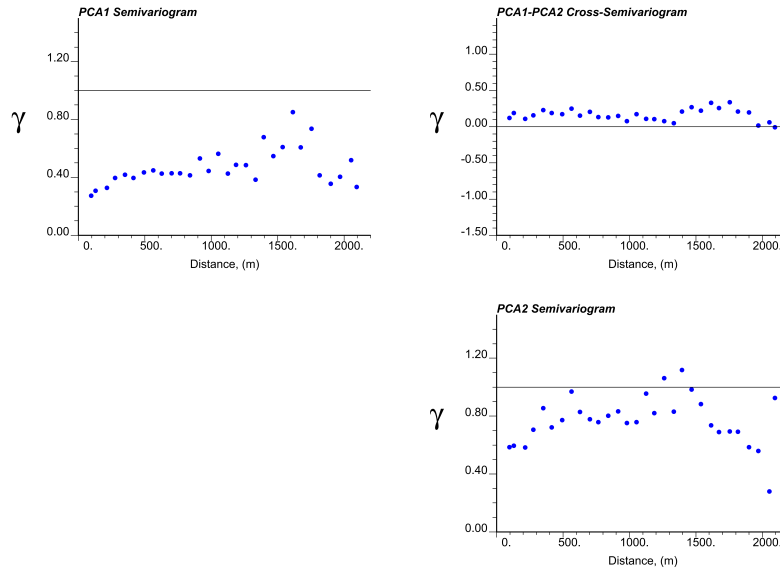 PCA1 Semivariogram
γ
1.20
0.80
0.40
0.00
0. 500. 1000. 1500. 2000.
Distance, (m)
PCA1-PCA2 Cross-Semivariogram
γ
1.00
0.50
0.00
-0.50
-1.00
-1.50
0. 500. 1000. 1500. 2000.
Distance, (m)
PCA2 Semivariogram
γ
1.20
0.80
0.40
0.00
0. 500. 1000. 1500. 2000.
Distance, (m)